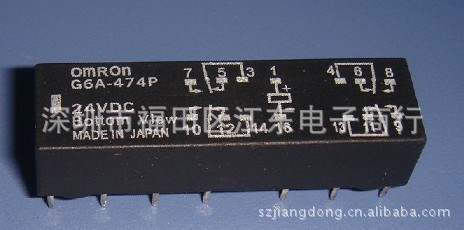 omron
G6A-474P
7 5 3 1 4 6 8
24VDC
深圳市福田区江东电子商行
Bottom View
10 12 14 16 13 11 9
MADE IN JAPAN
szjiangdong.cn.alibaba.com